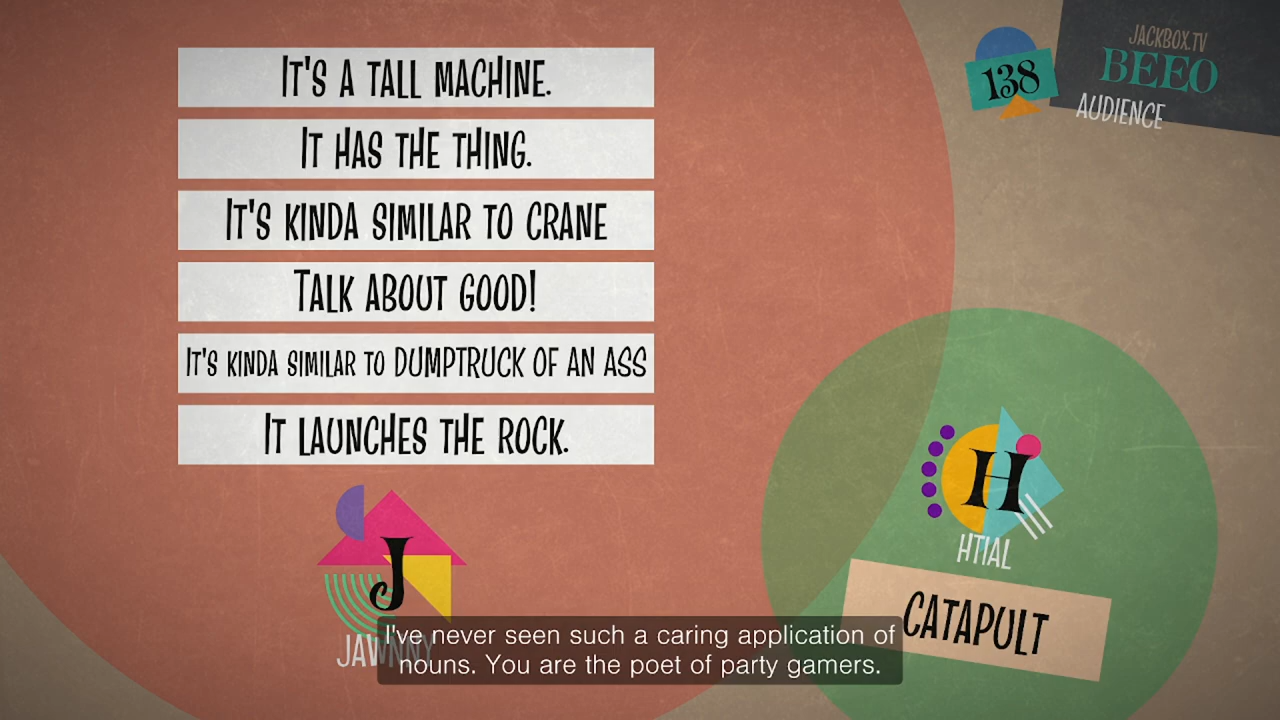 IT'S A TALL MACHINE.
IT HAS THE THING.
IT'S KINDA SIMILAR TO CRANE
TALK ABOUT GOOD!
IT'S KINDA SIMILAR TO DUMPTRUCK OF AN ASS
IT LAUNCHES THE ROCK.
138
JACKBOX.TV
BEEO
AUDIENCE
J
JAWNNY
H
HTIAL
CATAPULT
I've never seen such a caring application of
nouns. You are the poet of party gamers.